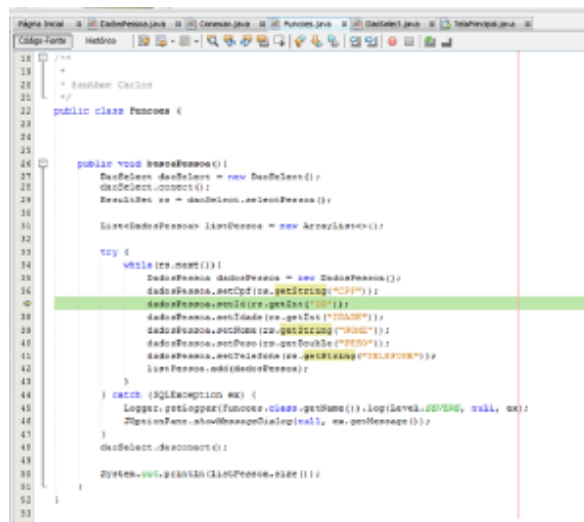 Página Inicial DadosPessoa.java Conexao.java Funcoes.java DaoSelect.java TelaPrincipal.java
Código-Fonte Histórico
18 /**
19 *
20 * @author Carlos
21 */
22 public class Funcoes {
23
24
25
26 public void buscaPessoa(){
27 DaoSelect daoSelect = new DaoSelect();
28 daoSelect.conect();
29 ResultSet rs = daoSelect.selectPessoa();
30
31 List<DadosPessoa> listPessoa = new ArrayList<>();
32
33 try {
34 while(rs.next()){
35 DadosPessoa dadosPessoa = new DadosPessoa();
36 dadosPessoa.setCpf(rs.getString("CPF"));
dadosPessoa.setId(rs.getInt("ID"));
38 dadosPessoa.setIdade(rs.getInt("IDADE"));
39 dadosPessoa.setNome(rs.getString("NOME"));
40 dadosPessoa.setPeso(rs.getDouble("PESO"));
41 dadosPessoa.setTelefone(rs.getString("TELEFONE"));
42 listPessoa.add(dadosPessoa);
43 }
44 } catch (SQLException ex) {
45 Logger.getLogger(funcoes.class.getName()).log(Level.SEVERE, null, ex);
46 JOptionPane.showMessageDialog(null, ex.getMessage());
47 }
48 daoSelect.desconect();
49
50 System.out.println(listPessoa.size());
51 }
52 }
53